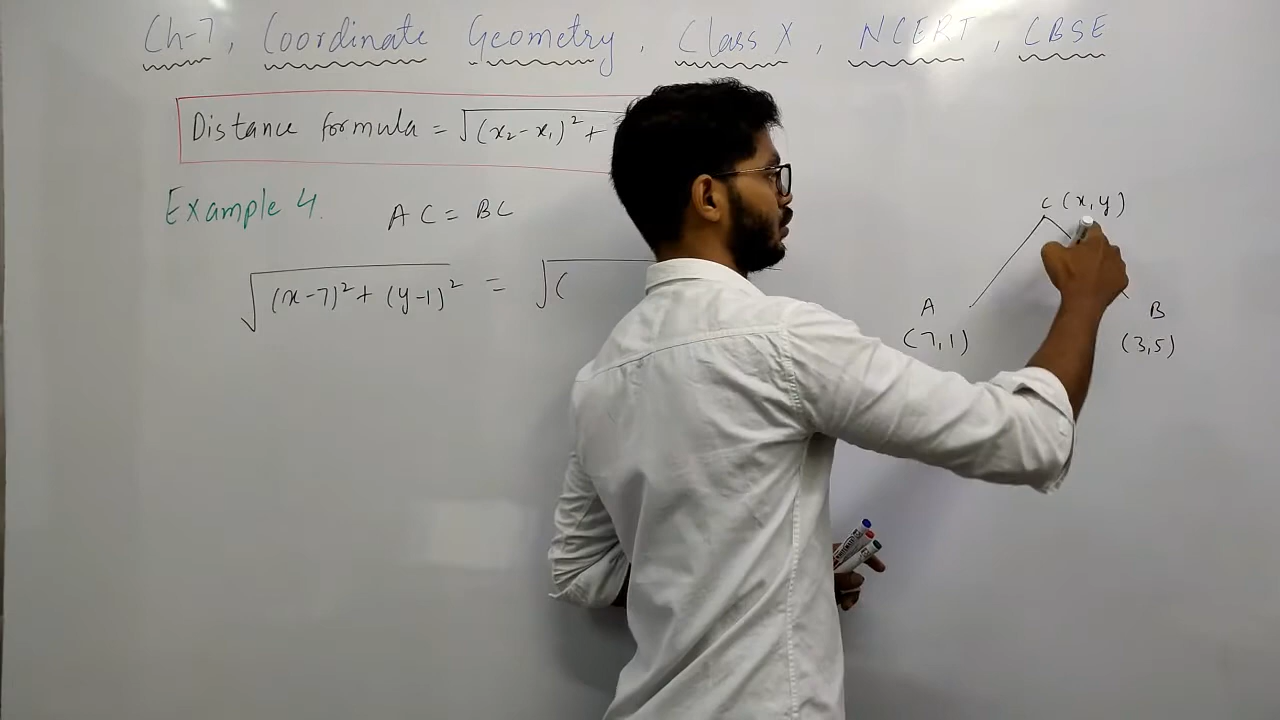 Ch-7, Coordinate Geometry, Class X, NCERT, CBSE
Distance formula = √(x₂-x₁)² +
Example 4.
AC = BC
√(x-7)² + (y-1)² = √(
C (x,y)
A B
(7,1) (3,5)